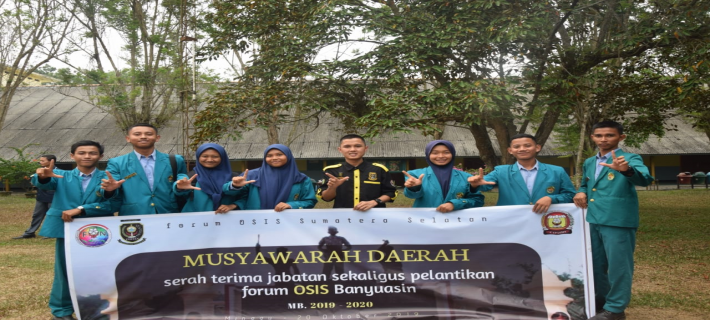 forum OSIS Sumatera Selatan
MUSYAWARAH DAERAH
serah terima jabatan sekaligus pelantikan
forum OSIS Banyuasin
MB. 2019 - 2020